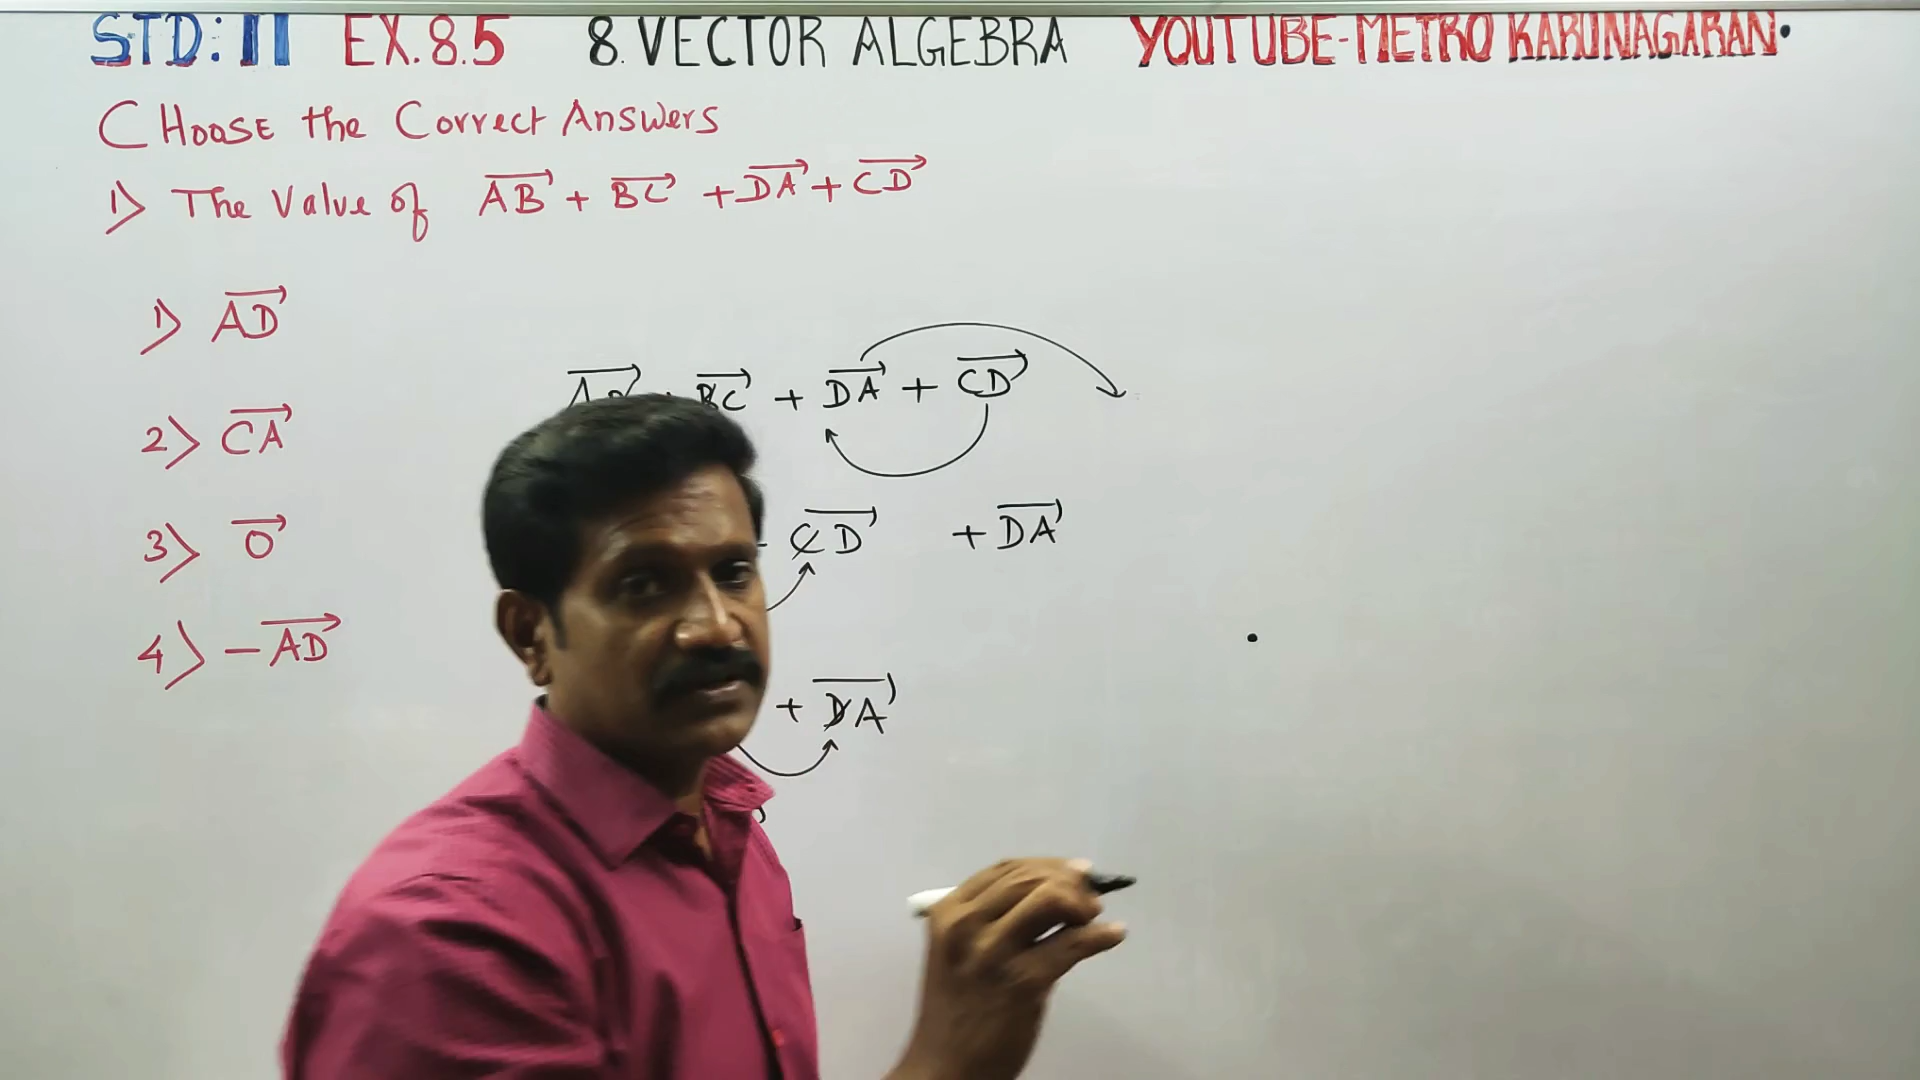 STD: 11 EX.8.5 8. VECTOR ALGEBRA YOUTUBE-METRO KARUNAGARAN.
CHoose the Correct Answers
1) The Value of AB→ + BC→ + DA→ + CD→
1) AD→
2) CA→
3) O→
4) -AD→
BC→ + DA→ + CD→
CD→ + DA→
+ DA→